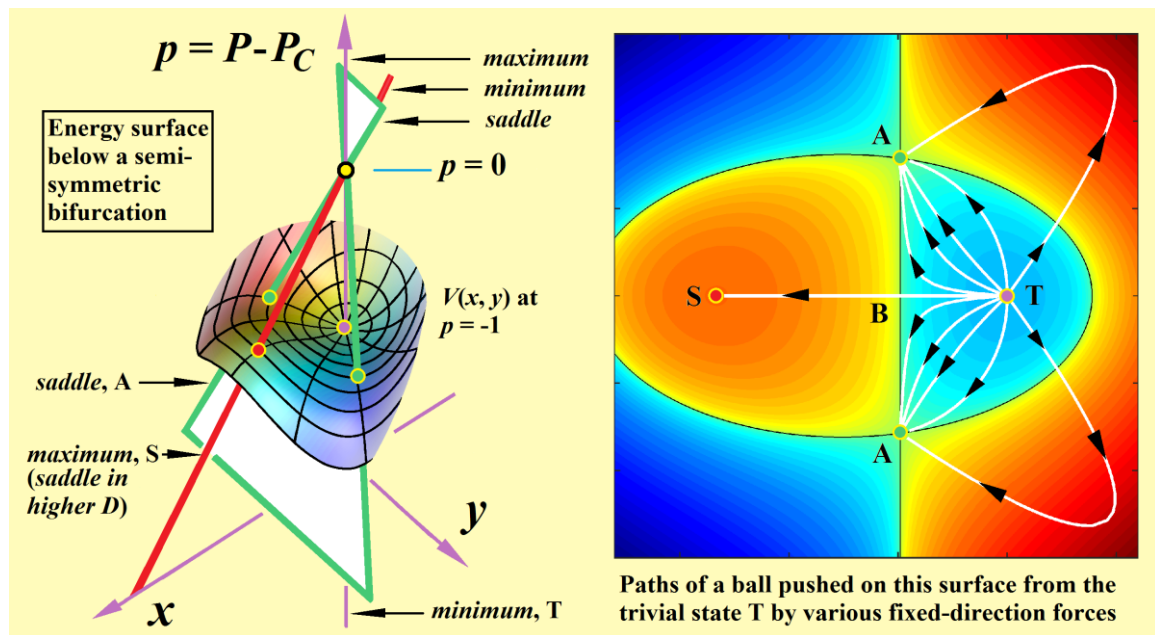 p = P-P_C
maximum
minimum
saddle
p = 0
Energy surface
below a semi-
symmetric
bifurcation
V(x, y) at
p = -1
saddle, A
maximum, S
(saddle in
higher D)
x
y
minimum, T
A
S
B
T
A
Paths of a ball pushed on this surface from the
trivial state T by various fixed-direction forces